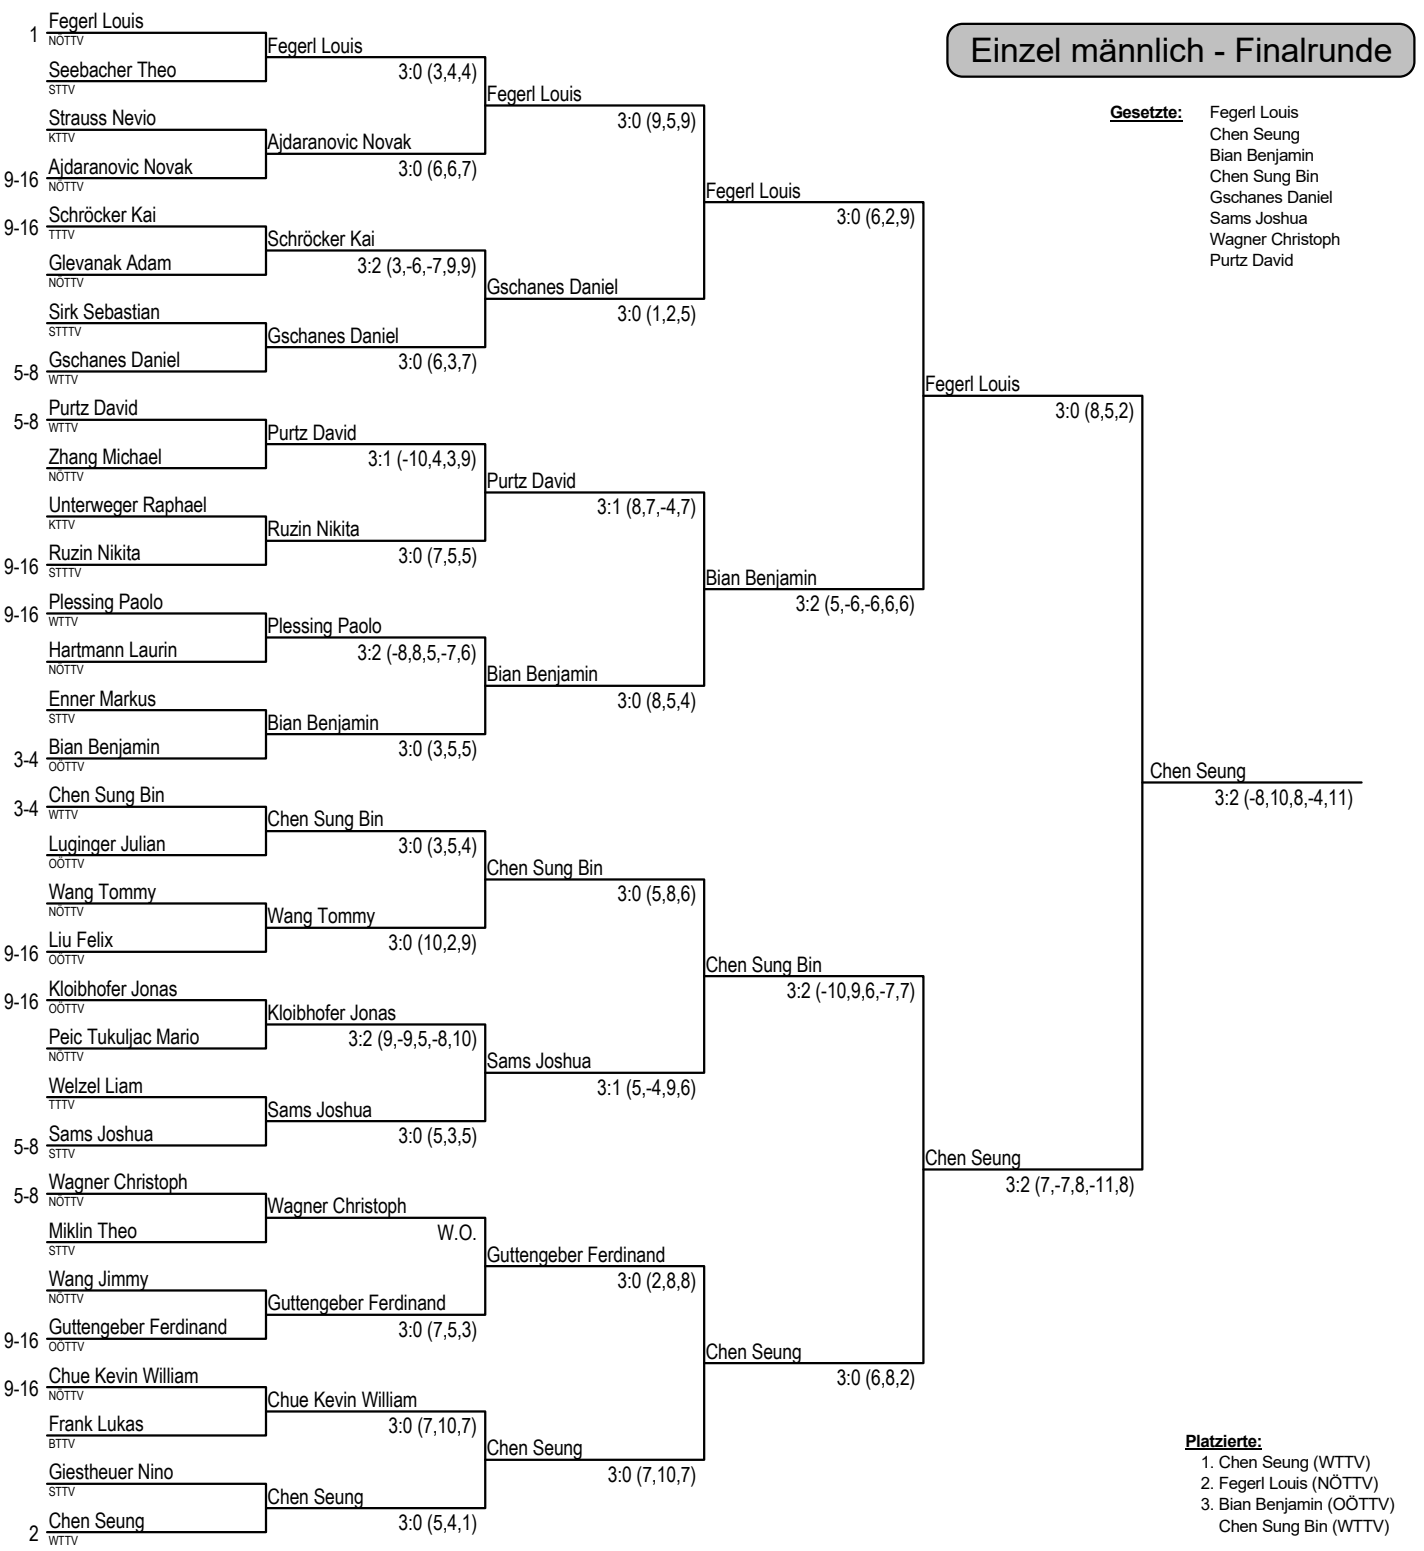 Einzel männlich - Finalrunde
Gesetzte:
Fegerl Louis
Chen Seung
Bian Benjamin
Chen Sung Bin
Gschanes Daniel
Sams Joshua
Wagner Christoph
Purtz David
1 Fegerl Louis
NÖTTV
Seebacher Theo
STTV
Strauss Nevio
KTTV
9-16 Ajdaranovic Novak
NÖTTV
9-16 Schröcker Kai
TTTV
Glevanak Adam
NÖTTV
Sirk Sebastian
STTTV
5-8 Gschanes Daniel
WTTV
5-8 Purtz David
WTTV
Zhang Michael
NÖTTV
Unterweger Raphael
KTTV
9-16 Ruzin Nikita
STTTV
9-16 Plessing Paolo
WTTV
Hartmann Laurin
NÖTTV
Enner Markus
STTV
3-4 Bian Benjamin
OÖTTV
3-4 Chen Sung Bin
WTTV
Luginger Julian
OÖTTV
Wang Tommy
NÖTTV
9-16 Liu Felix
OÖTTV
9-16 Kloibhofer Jonas
OÖTTV
Peic Tukuljac Mario
NÖTTV
Welzel Liam
TTTV
5-8 Sams Joshua
STTV
5-8 Wagner Christoph
NÖTTV
Miklin Theo
STTV
Wang Jimmy
NÖTTV
9-16 Guttengeber Ferdinand
OÖTTV
9-16 Chue Kevin William
NÖTTV
Frank Lukas
BTTV
Giestheuer Nino
STTV
2 Chen Seung
WTTV
Fegerl Louis
3:0 (3,4,4)
Ajdaranovic Novak
3:0 (6,6,7)
Schröcker Kai
3:2 (3,-6,-7,9,9)
Gschanes Daniel
3:0 (6,3,7)
Purtz David
3:1 (-10,4,3,9)
Ruzin Nikita
3:0 (7,5,5)
Plessing Paolo
3:2 (-8,8,5,-7,6)
Bian Benjamin
3:0 (3,5,5)
Chen Sung Bin
3:0 (3,5,4)
Wang Tommy
3:0 (10,2,9)
Kloibhofer Jonas
3:2 (9,-9,5,-8,10)
Sams Joshua
3:0 (5,3,5)
Wagner Christoph
W.O.
Guttengeber Ferdinand
3:0 (7,5,3)
Chue Kevin William
3:0 (7,10,7)
Chen Seung
3:0 (5,4,1)
Fegerl Louis
3:0 (9,5,9)
Gschanes Daniel
3:0 (1,2,5)
Purtz David
3:1 (8,7,-4,7)
Bian Benjamin
3:0 (8,5,4)
Chen Sung Bin
3:0 (5,8,6)
Sams Joshua
3:1 (5,-4,9,6)
Guttengeber Ferdinand
3:0 (2,8,8)
Chen Seung
3:0 (7,10,7)
Fegerl Louis
3:0 (6,2,9)
Bian Benjamin
3:2 (5,-6,-6,6,6)
Chen Sung Bin
3:2 (-10,9,6,-7,7)
Chen Seung
3:0 (6,8,2)
Fegerl Louis
3:0 (8,5,2)
Chen Seung
3:2 (7,-7,8,-11,8)
Chen Seung
3:2 (-8,10,8,-4,11)
Platzierte:
1. Chen Seung (WTTV)
2. Fegerl Louis (NÖTTV)
3. Bian Benjamin (OÖTTV)
Chen Sung Bin (WTTV)